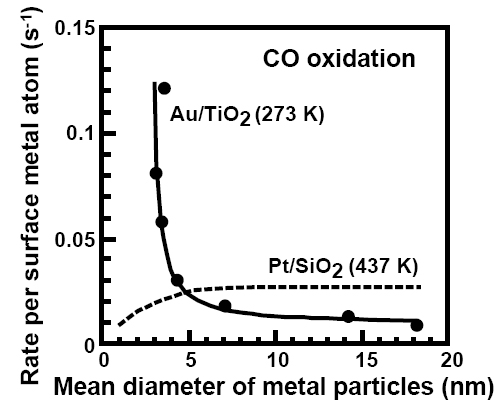 Rate per surface metal atom (s⁻¹)
0.15
0.1
0.05
0
CO oxidation
Au/TiO₂ (273 K)
Pt/SiO₂ (437 K)
0 5 10 15 20
Mean diameter of metal particles (nm)